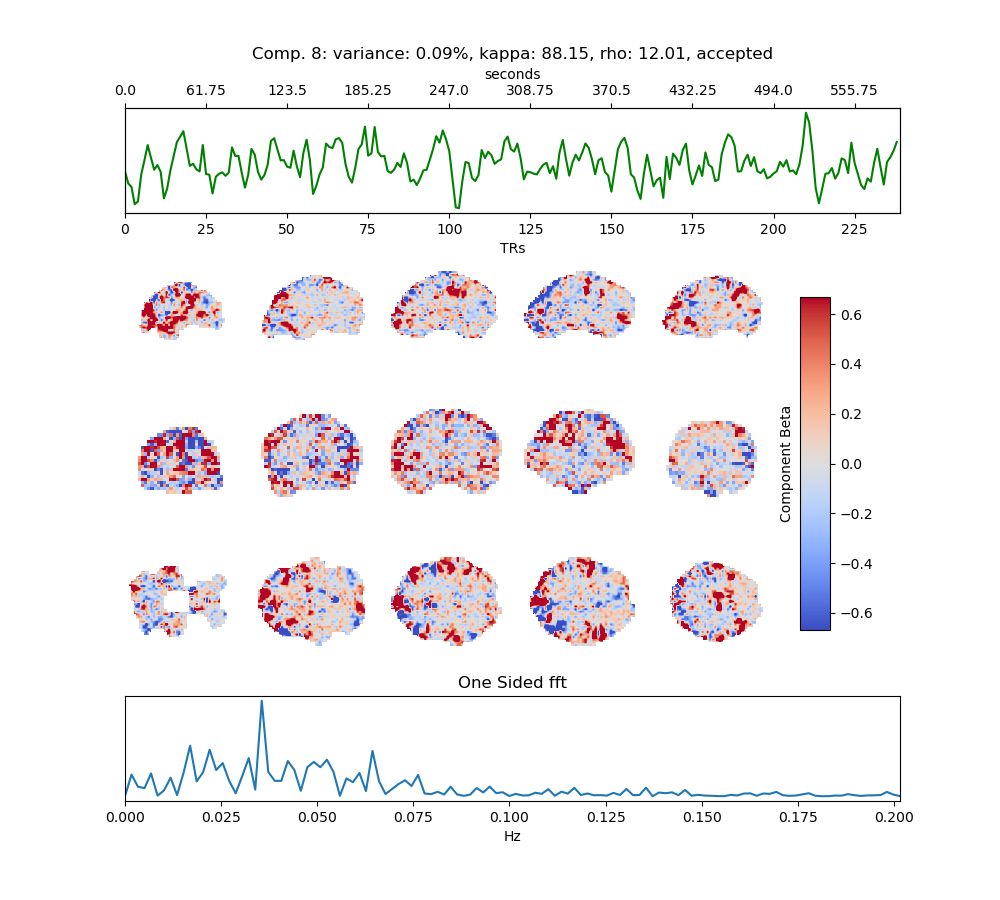 Comp. 8: variance: 0.09%, kappa: 88.15, rho: 12.01, accepted
seconds
0.0 61.75 123.5 185.25 247.0 308.75 370.5 432.25 494.0 555.75
0 25 50 75 100 125 150 175 200 225
TRs
0.6
0.4
0.2
0.0
−0.2
−0.4
−0.6
Component Beta
One Sided fft
0.000 0.025 0.050 0.075 0.100 0.125 0.150 0.175 0.200
Hz